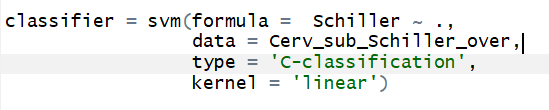 classifier = svm(formula =  Schiller ~ .,
data = Cerv_sub_Schiller_over,
type = 'C-classification',
kernel = 'linear')